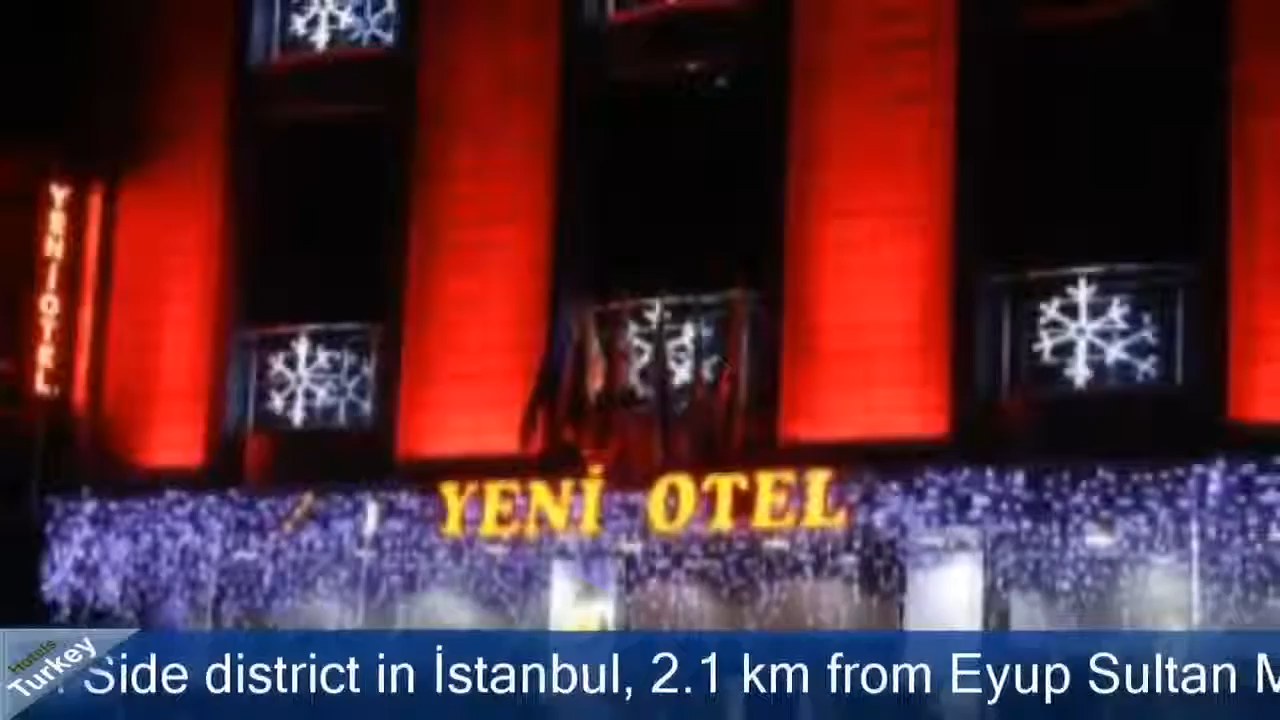 YENİ OTEL
YENİ OTEL
Hotels
Turkey
Side district in İstanbul, 2.1 km from Eyup Sultan